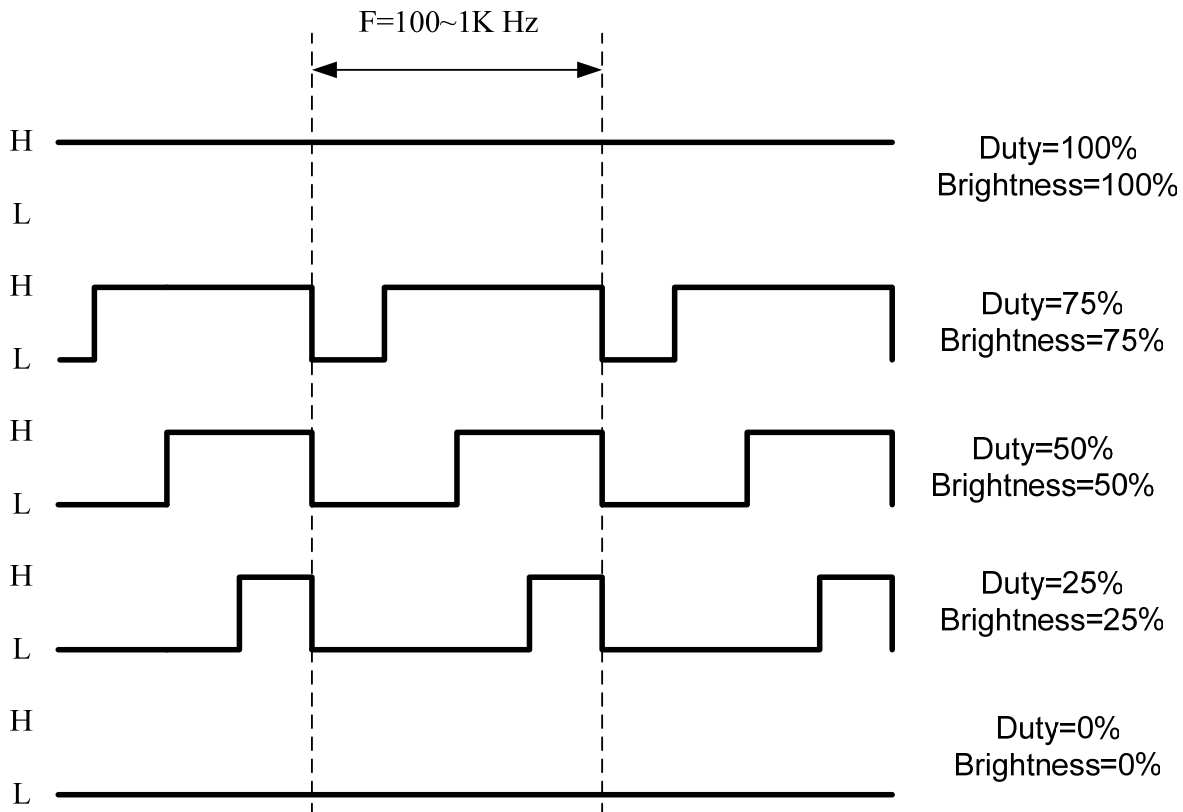 F=100~1K Hz
H
L
Duty=100%
Brightness=100%
H
L
Duty=75%
Brightness=75%
H
L
Duty=50%
Brightness=50%
H
L
Duty=25%
Brightness=25%
H
L
Duty=0%
Brightness=0%